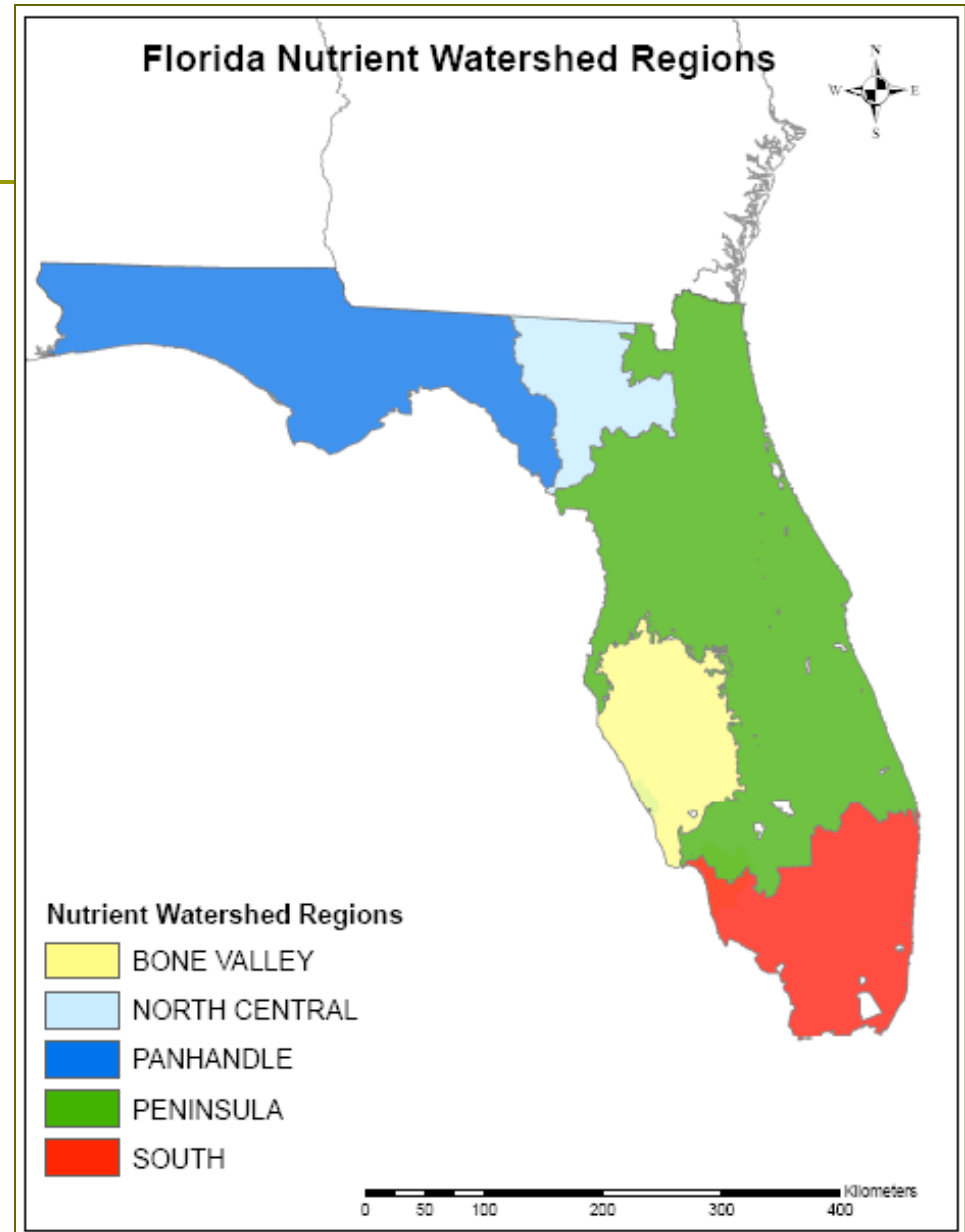 Florida Nutrient Watershed Regions
N
W E
S
Nutrient Watershed Regions
BONE VALLEY
NORTH CENTRAL
PANHANDLE
PENINSULA
SOUTH
Kilometers
0 50 100 200 300 400